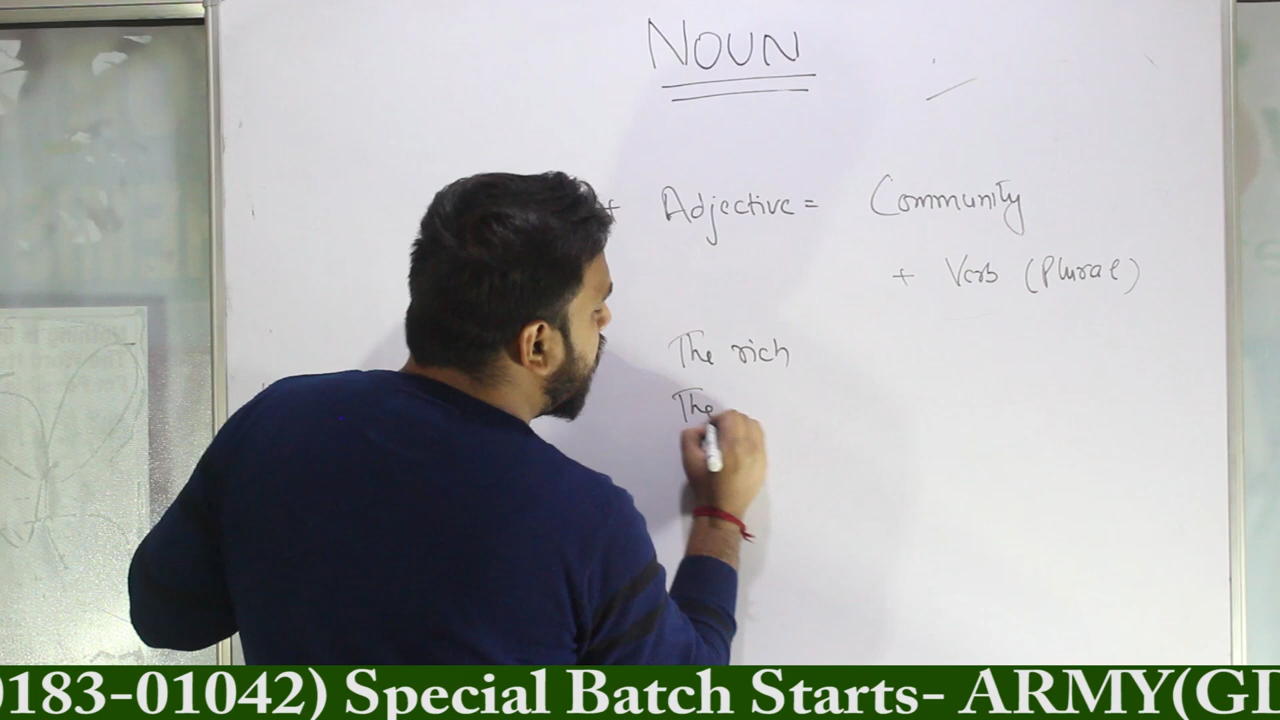 NOUN
+ Adjective = Community
+ Verb (Plural)
The rich
The
0183-01042) Special Batch Starts- ARMY(GD